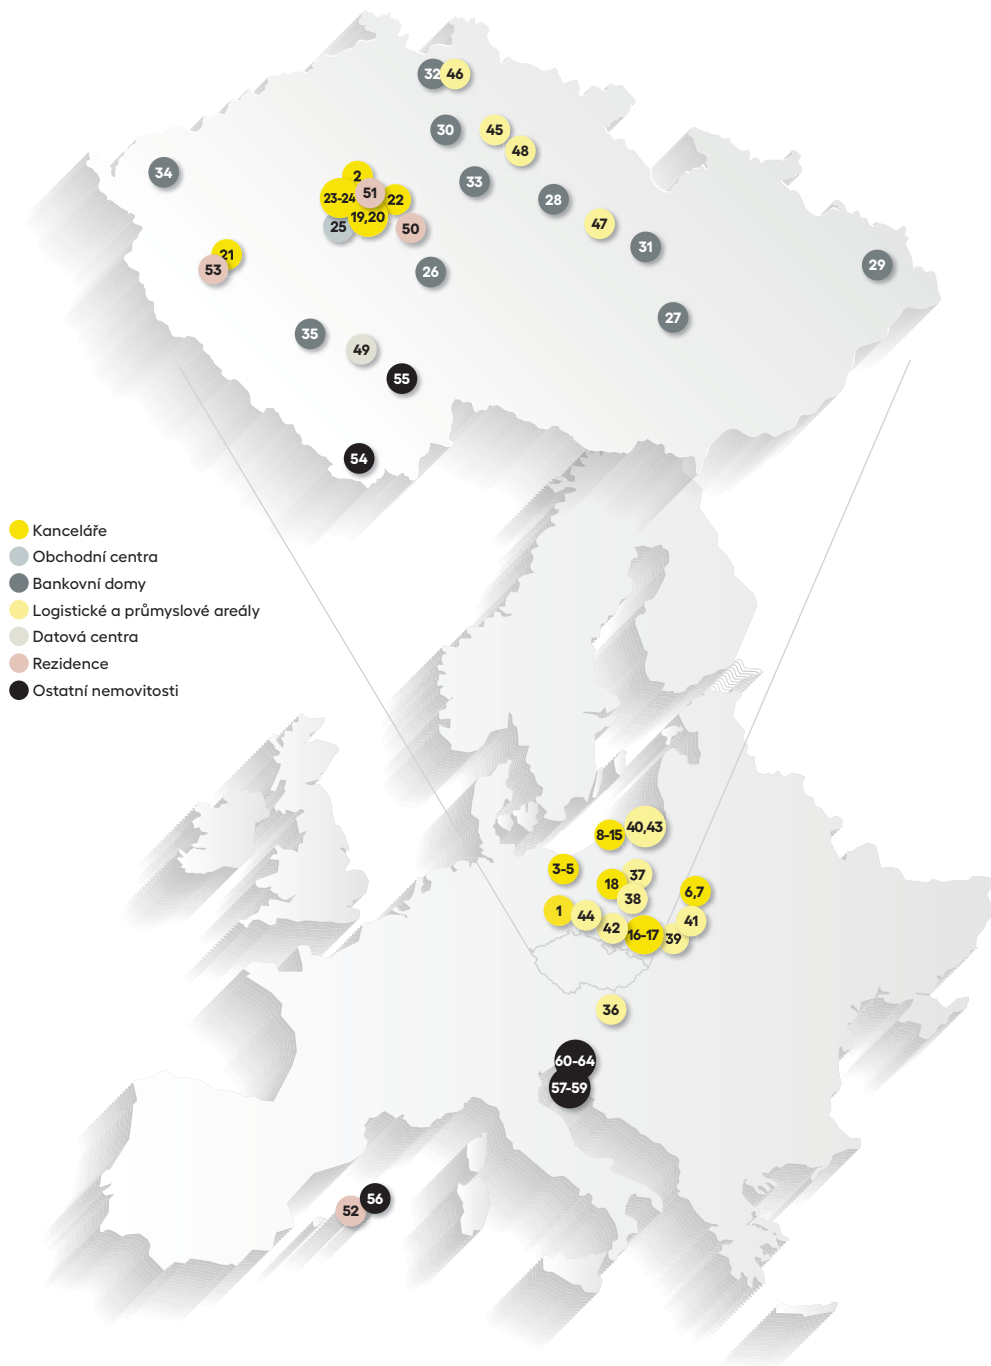 32 46
30 45
48
34 2 33
23-24 51 22 28
19,20
25 50 47
31
21 29
53 26
27
35
49
55
54
Kanceláře
Obchodní centra
Bankovní domy
Logistické a průmyslové areály
Datová centra
Rezidence
Ostatní nemovitosti
8-15 40,43
3-5 37
18 6,7
38
1 44 41
42 16-17 39
36
60-64
57-59
56
52